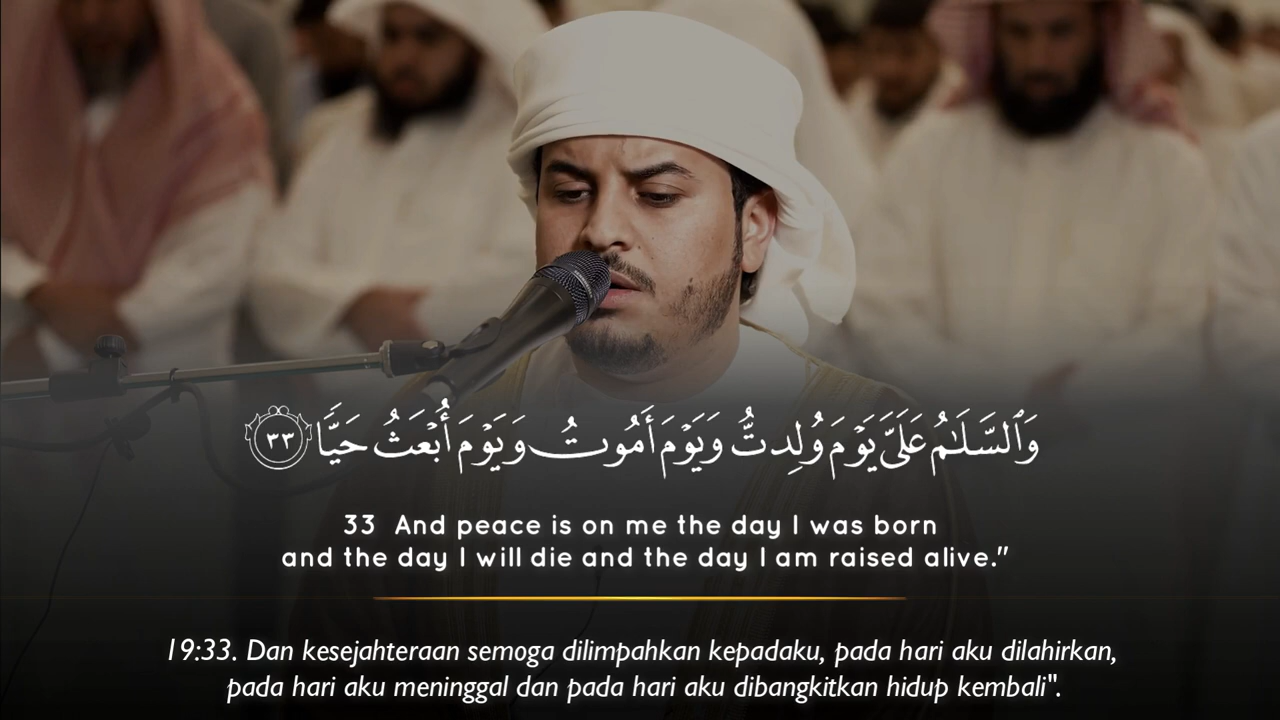 وَٱلسَّلَـٰمُ عَلَىَّ يَوْمَ وُلِدتُّ وَيَوْمَ أَمُوتُ وَيَوْمَ أُبْعَثُ حَيًّا ٣٣
33 And peace is on me the day I was born
and the day I will die and the day I am raised alive."
19:33. Dan kesejahteraan semoga dilimpahkan kepadaku, pada hari aku dilahirkan,
pada hari aku meninggal dan pada hari aku dibangkitkan hidup kembali".